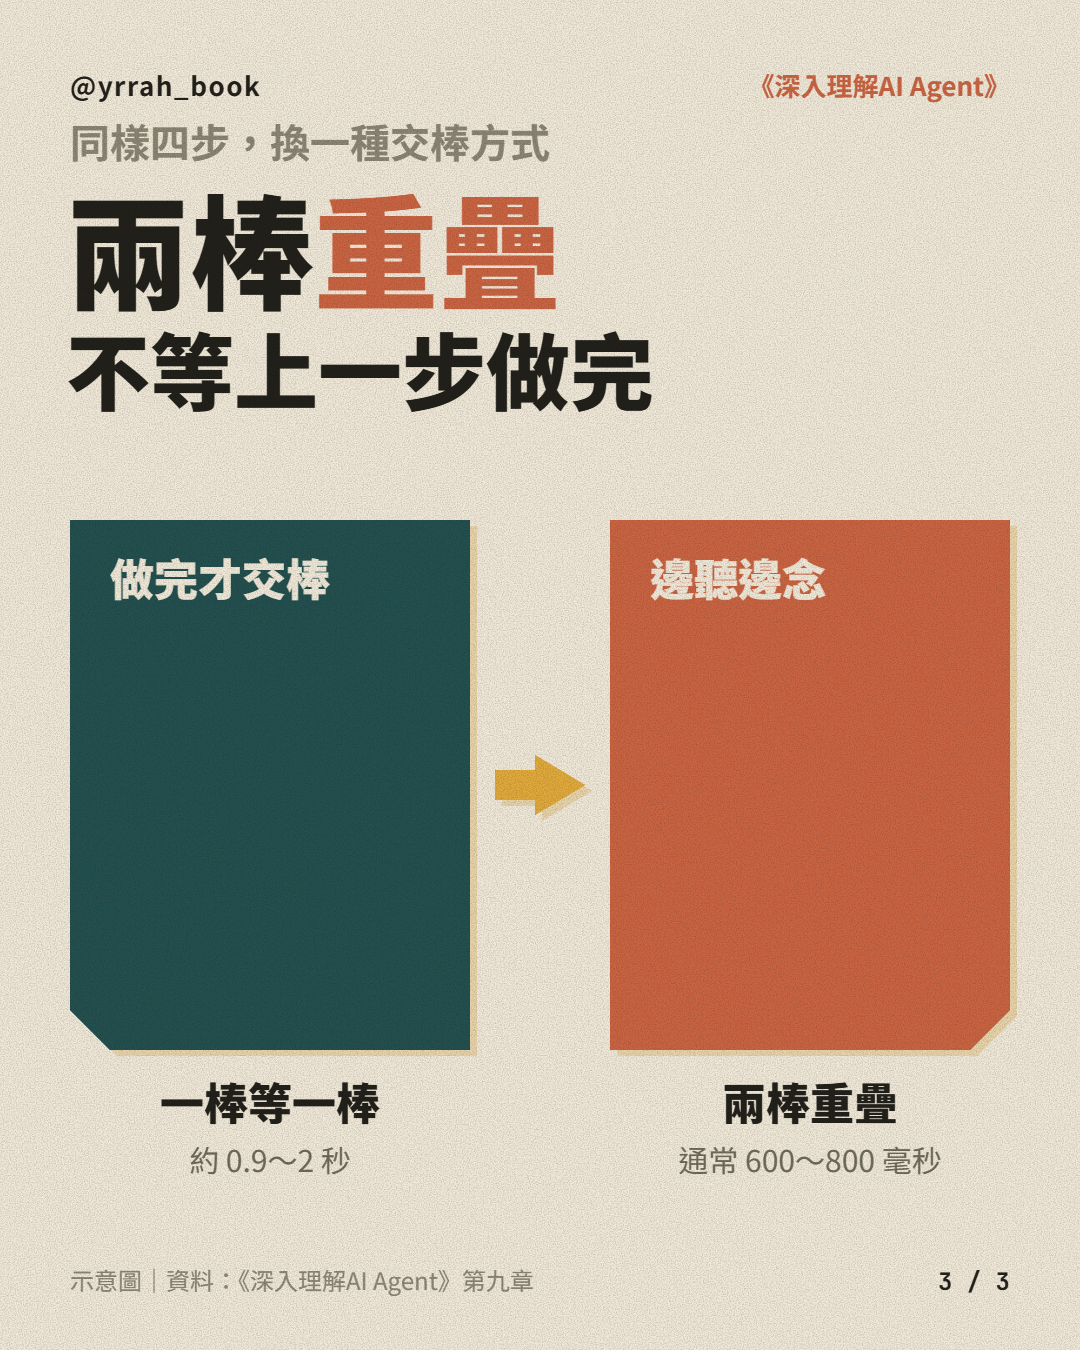 @yrrah_book
《深入理解AI Agent》
同樣四步，換一種交棒方式
兩棒重疊
不等上一步做完
做完才交棒
邊聽邊念
一棒等一棒
約 0.9～2 秒
兩棒重疊
通常 600～800 毫秒
示意圖｜資料：《深入理解AI Agent》第九章
3 / 3